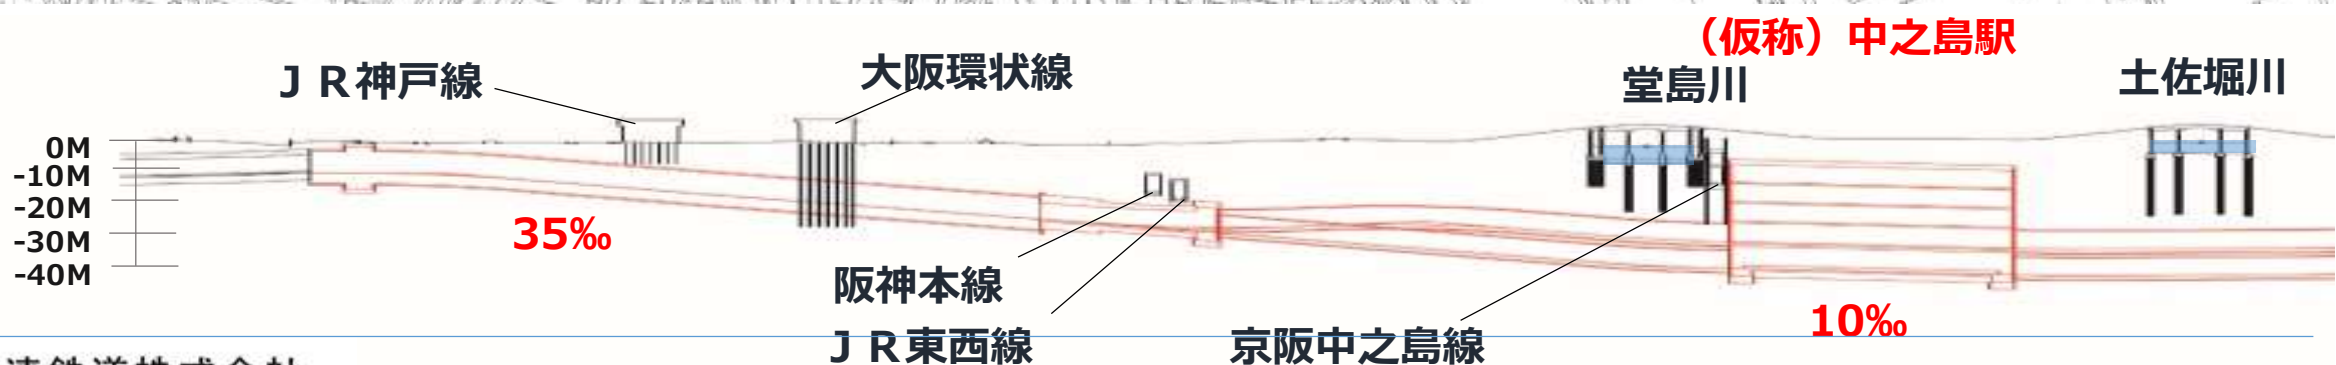 （仮称）中之島駅
ＪＲ神戸線
大阪環状線
堂島川
土佐堀川
0M
-10M
-20M
-30M
-40M
35‰
阪神本線
ＪＲ東西線
京阪中之島線
10‰